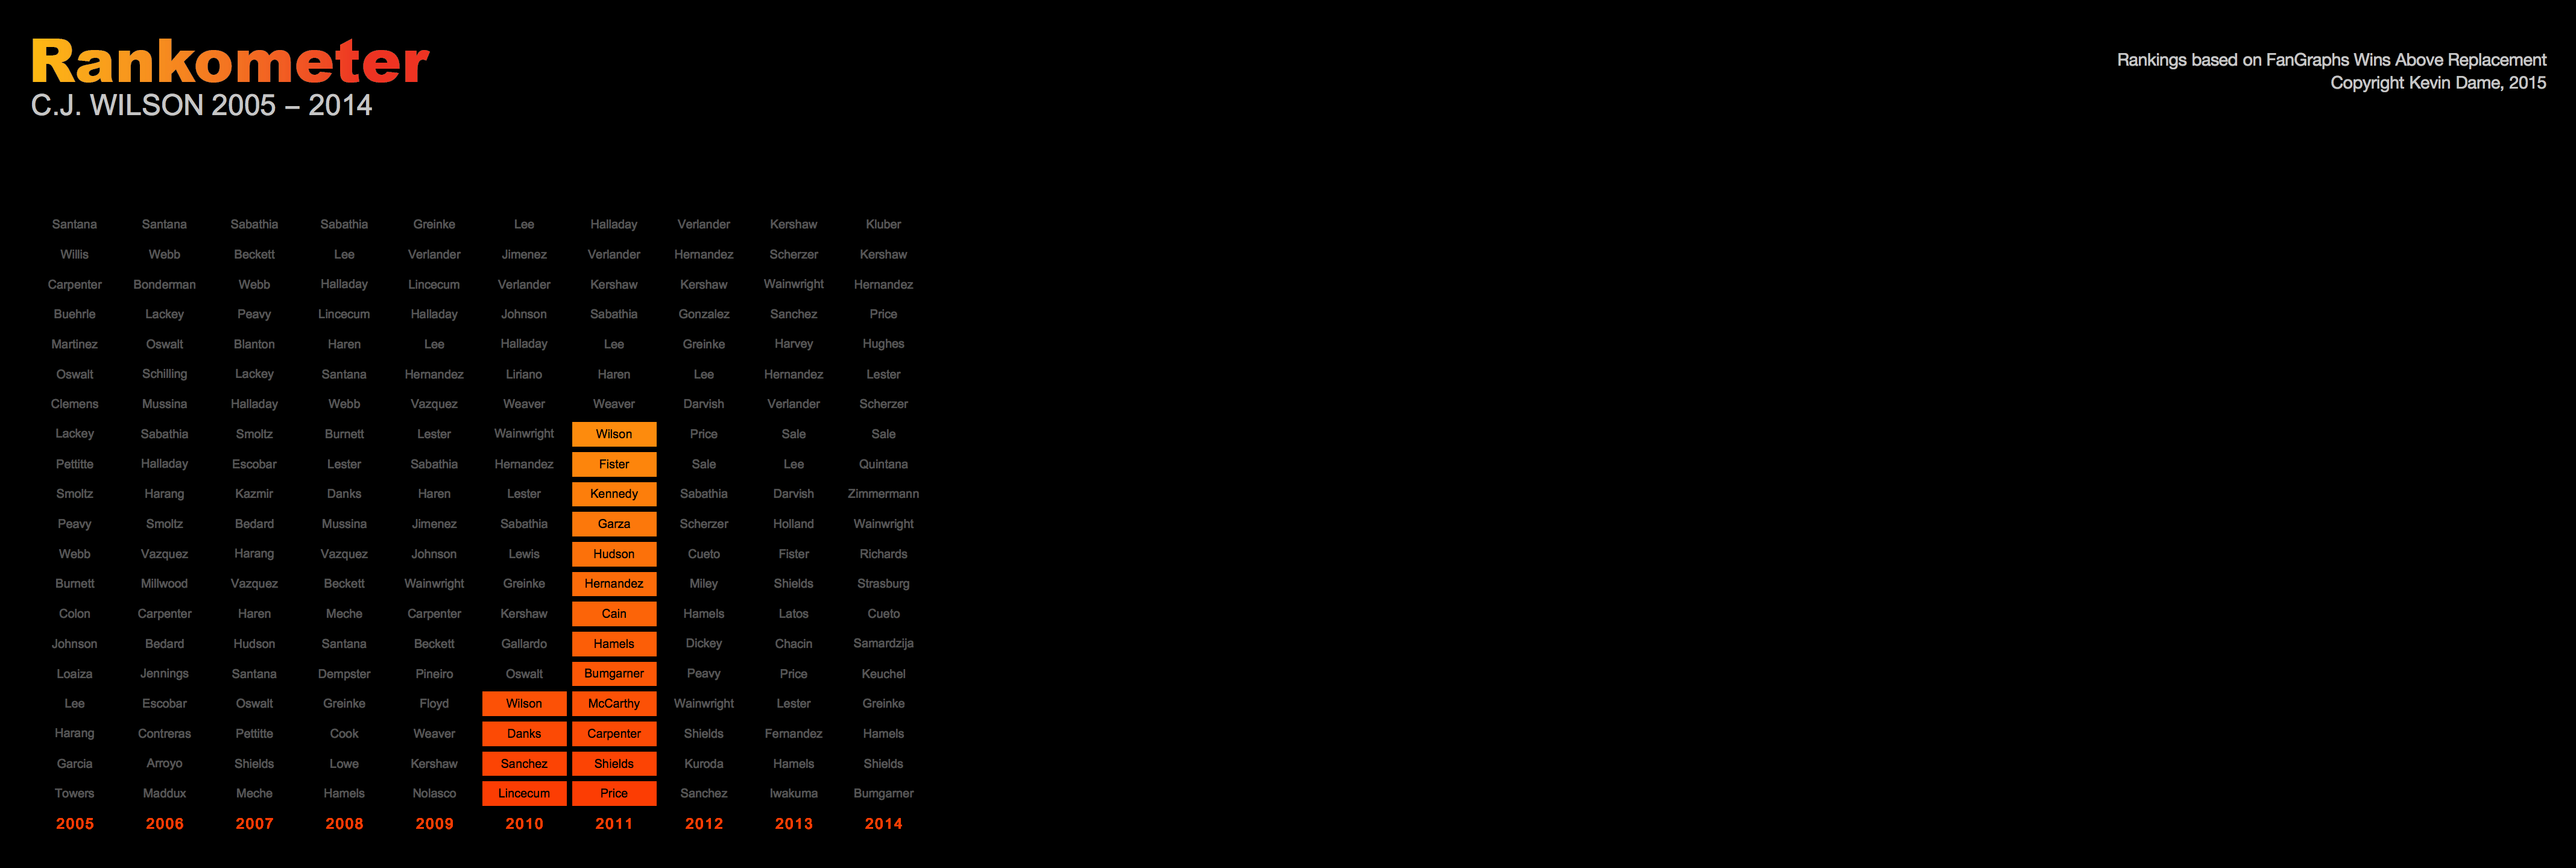 Rankometer
C.J. WILSON 2005 – 2014
Rankings based on FanGraphs Wins Above Replacement
Copyright Kevin Dame, 2015
Santana Santana Sabathia Sabathia Greinke Lee Halladay Verlander Kershaw Kluber
Willis Webb Beckett Lee Verlander Jimenez Verlander Hernandez Scherzer Kershaw
Carpenter Bonderman Webb Halladay Lincecum Verlander Kershaw Kershaw Wainwright Hernandez
Buehrle Lackey Peavy Lincecum Halladay Johnson Sabathia Gonzalez Sanchez Price
Martinez Oswalt Blanton Haren Lee Halladay Lee Greinke Harvey Hughes
Oswalt Schilling Lackey Santana Hernandez Liriano Haren Lee Hernandez Lester
Clemens Mussina Halladay Webb Vazquez Weaver Weaver Darvish Verlander Scherzer
Lackey Sabathia Smoltz Burnett Lester Wainwright Wilson Price Sale Sale
Pettitte Halladay Escobar Lester Sabathia Hernandez Fister Sale Lee Quintana
Smoltz Harang Kazmir Danks Haren Lester Kennedy Sabathia Darvish Zimmermann
Peavy Smoltz Bedard Mussina Jimenez Sabathia Garza Scherzer Holland Wainwright
Webb Vazquez Harang Vazquez Johnson Lewis Hudson Cueto Fister Richards
Burnett Millwood Vazquez Beckett Wainwright Greinke Hernandez Miley Shields Strasburg
Colon Carpenter Haren Meche Carpenter Kershaw Cain Hamels Latos Cueto
Johnson Bedard Hudson Santana Beckett Gallardo Hamels Dickey Chacin Samardzija
Loaiza Jennings Santana Dempster Pineiro Oswalt Bumgarner Peavy Price Keuchel
Lee Escobar Oswalt Greinke Floyd Wilson McCarthy Wainwright Lester Greinke
Harang Contreras Pettitte Cook Weaver Danks Carpenter Shields Fernandez Hamels
Garcia Arroyo Shields Lowe Kershaw Sanchez Shields Kuroda Hamels Shields
Towers Maddux Meche Hamels Nolasco Lincecum Price Sanchez Iwakuma Bumgarner
2005 2006 2007 2008 2009 2010 2011 2012 2013 2014